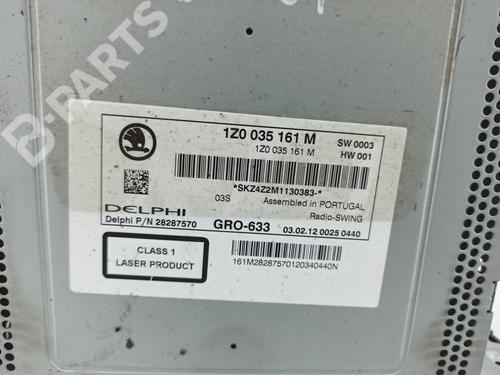 B-PARTS
1Z0 035 161 M SW 0003
1Z0 035 161 M HW 001
*SKZ4Z2M1130383-*
03S Assembled in PORTUGAL
DELPHI Radio-SWING
Delphi P/N 28287570 GRO-633 03.02.12 0025 0440
CLASS 1
LASER PRODUCT
161M28287570120340440N